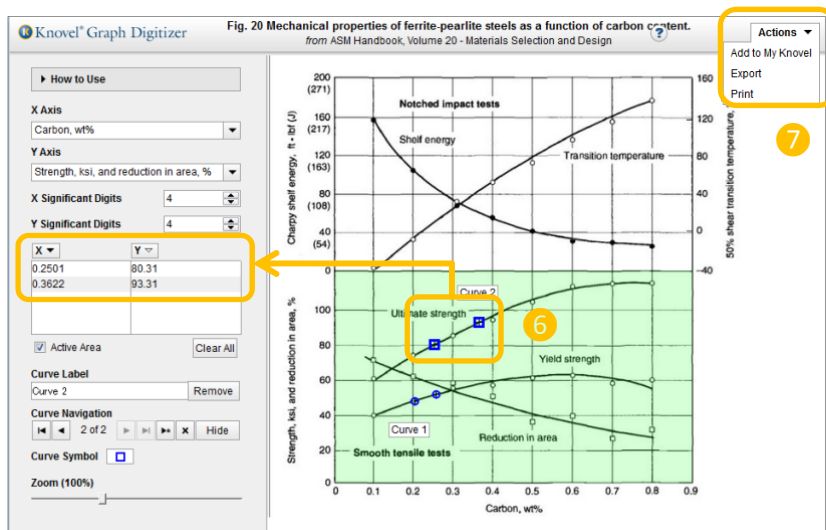 Knovel® Graph Digitizer
Fig. 20 Mechanical properties of ferrite-pearlite steels as a function of carbon content.
from ASM Handbook, Volume 20 - Materials Selection and Design
?
Actions
Add to My Knovel
Export
Print
7
How to Use
X Axis
Carbon, wt%
Y Axis
Strength, ksi, and reduction in area, %
X Significant Digits 4
Y Significant Digits 4
X Y
0.2501 80.31
0.3622 93.31
Active Area
Clear All
Curve Label
Curve 2
Remove
Curve Navigation
2 of 2
Hide
Curve Symbol
Zoom (100%)
Charpy shelf energy, ft - lbf (J)
200
(271)
160
(217)
120
(163)
80
(108)
40
(54)
0
Notched impact tests
Shelf energy
Transition temperature
160
120
80
40
0
-40
50% shear transition temperature,
Strength, ksi, and reduction in area, %
100
80
60
40
20
0
Curve 2
Ultimate strength
6
Yield strength
Curve 1
Reduction in area
Smooth tensile tests
0 0.1 0.2 0.3 0.4 0.5 0.6 0.7 0.8 0.9
Carbon, wt%